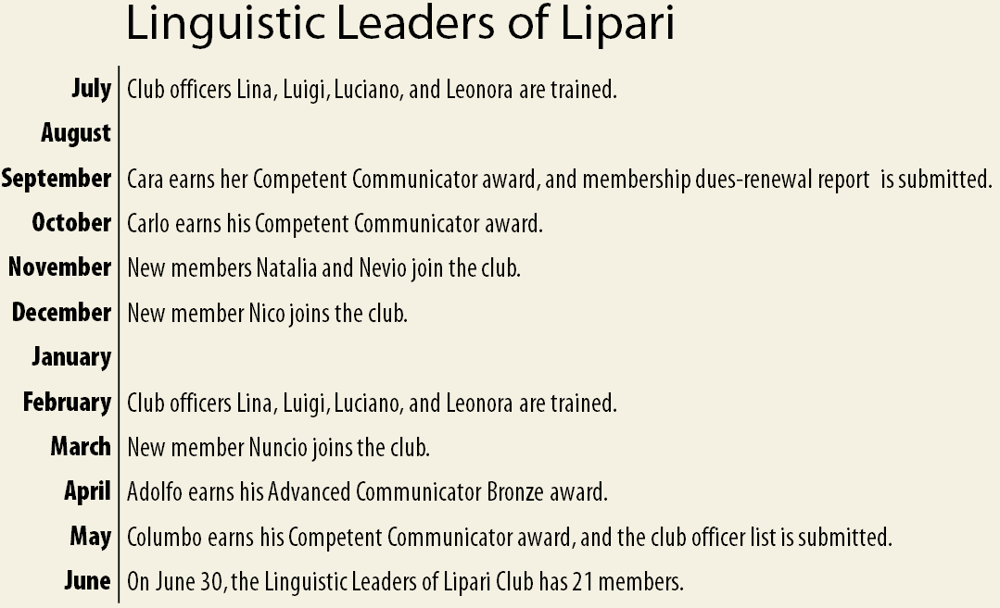 Linguistic Leaders of Lipari
July Club officers Lina, Luigi, Luciano, and Leonora are trained.
August
September Cara earns her Competent Communicator award, and membership dues-renewal report is submitted.
October Carlo earns his Competent Communicator award.
November New members Natalia and Nevio join the club.
December New member Nico joins the club.
January
February Club officers Lina, Luigi, Luciano, and Leonora are trained.
March New member Nuncio joins the club.
April Adolfo earns his Advanced Communicator Bronze award.
May Columbo earns his Competent Communicator award, and the club officer list is submitted.
June On June 30, the Linguistic Leaders of Lipari Club has 21 members.